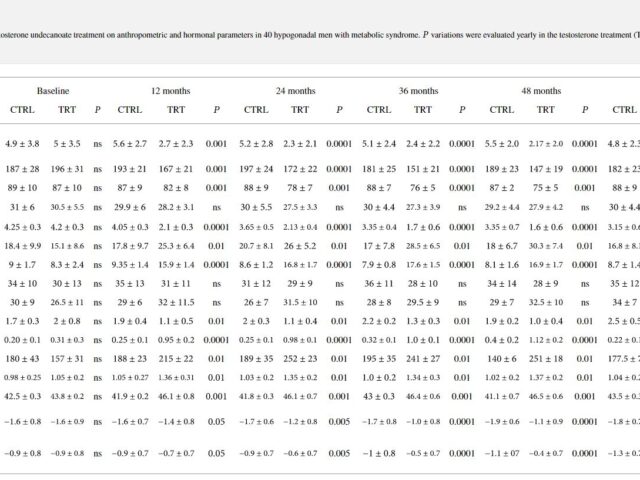 tosterone undecanoate treatment on anthropometric and hormonal parameters in 40 hypogonadal men with metabolic syndrome. P variations were evaluated yearly in the testosterone treatment (T
Baseline 12 months 24 months 36 months 48 months
CTRL TRT P CTRL TRT P CTRL TRT P CTRL TRT P CTRL TRT P CTRL
4.9 ± 3.8 5 ± 3.5 ns 5.6 ± 2.7 2.7 ± 2.3 0.001 5.2 ± 2.8 2.3 ± 2.1 0.0001 5.1 ± 2.4 2.4 ± 2.2 0.0001 5.5 ± 2.0 2.17 ± 2.0 0.0001 4.8 ± 2.3
187 ± 28 196 ± 31 ns 193 ± 21 167 ± 21 0.001 197 ± 24 172 ± 22 0.0001 181 ± 25 151 ± 21 0.0001 189 ± 23 147 ± 19 0.0001 182 ± 23
89 ± 10 87 ± 10 ns 87 ± 9 82 ± 8 0.001 88 ± 9 78 ± 7 0.001 88 ± 7 76 ± 5 0.0001 87 ± 2 75 ± 5 0.001 88 ± 9
31 ± 6 30.5 ± 5.5 ns 29.9 ± 6 28.2 ± 3.1 ns 30 ± 5.5 27.5 ± 3.3 ns 30 ± 4.4 27.3 ± 3.9 ns 29.2 ± 4.4 27.9 ± 4.2 ns 30 ± 4.4
4.25 ± 0.3 4.2 ± 0.3 ns 4.05 ± 0.3 2.1 ± 0.3 0.0001 3.65 ± 0.5 2.13 ± 0.4 0.0001 3.35 ± 0.4 1.7 ± 0.6 0.0001 3.35 ± 0.7 1.6 ± 0.6 0.0001 3.15 ± 0.6
18.4 ± 9.9 15.1 ± 8.6 ns 17.8 ± 9.7 25.3 ± 6.4 0.01 20.7 ± 8.1 26 ± 5.2 0.01 17 ± 7.8 28.5 ± 6.5 0.01 18 ± 6.7 30.3 ± 7.4 0.01 16.8 ± 8.1
9 ± 1.7 8.3 ± 2.4 ns 9.35 ± 1.4 15.9 ± 1.4 0.0001 8.6 ± 1.2 16.8 ± 1.7 0.0001 7.9 ± 0.8 17.6 ± 1.5 0.0001 8.1 ± 1.6 16.9 ± 1.7 0.0001 8.7 ± 1.4
34 ± 10 30 ± 13 ns 35 ± 13 31 ± 11 ns 31 ± 12 29 ± 9 ns 36 ± 11 28 ± 10 ns 34 ± 14 28 ± 9 ns 35 ± 12
30 ± 9 26.5 ± 11 ns 29 ± 6 32 ± 11.5 ns 26 ± 7 31.5 ± 10 ns 28 ± 8 29.5 ± 9 ns 29 ± 7 32.5 ± 10 ns 34 ± 7
1.7 ± 0.3 2 ± 0.8 ns 1.9 ± 0.4 1.1 ± 0.5 0.01 2 ± 0.3 1.1 ± 0.4 0.01 2.2 ± 0.2 1.3 ± 0.3 0.01 1.9 ± 0.2 1.0 ± 0.4 0.01 2.5 ± 0.5
0.20 ± 0.1 0.31 ± 0.3 ns 0.25 ± 0.1 0.95 ± 0.2 0.0001 0.25 ± 0.1 0.98 ± 0.1 0.0001 0.32 ± 0.1 1.0 ± 0.1 0.0001 0.4 ± 0.2 1.12 ± 0.2 0.0001 0.22 ± 0.1
180 ± 43 157 ± 31 ns 188 ± 23 215 ± 22 0.01 189 ± 35 252 ± 23 0.01 195 ± 35 241 ± 27 0.01 140 ± 6 251 ± 18 0.01 177.5 ±
0.98 ± 0.25 1.05 ± 0.2 ns 1.05 ± 0.27 1.36 ± 0.31 0.01 1.03 ± 0.2 1.35 ± 0.2 0.01 1.0 ± 0.2 1.34 ± 0.3 0.01 1.02 ± 0.2 1.37 ± 0.2 0.01 1.04 ± 0.2
42.5 ± 0.3 43.8 ± 0.2 ns 41.9 ± 0.2 46.1 ± 0.8 0.001 41.8 ± 0.3 46.1 ± 0.7 0.001 43 ± 0.3 46.4 ± 0.6 0.001 41.1 ± 0.7 46.5 ± 0.6 0.001 43.5 ± 0.3
−1.6 ± 0.8 −1.6 ± 0.9 ns −1.6 ± 0.7 −1.4 ± 0.8 0.05 −1.7 ± 0.6 −1.2 ± 0.8 0.005 −1.7 ± 0.8 −1.0 ± 0.8 0.0001 −1.9 ± 0.6 −1.1 ± 0.9 0.0001 −1.8 ± 0.
−0.9 ± 0.8 −0.9 ± 0.8 ns −0.9 ± 0.7 −0.7 ± 0.7 0.05 −0.9 ± 0.7 −0.6 ± 0.7 0.005 −1 ± 0.8 −0.5 ± 0.7 0.0001 −1.1 ± 07 −0.4 ± 0.7 0.0001 −1.3 ± 0.